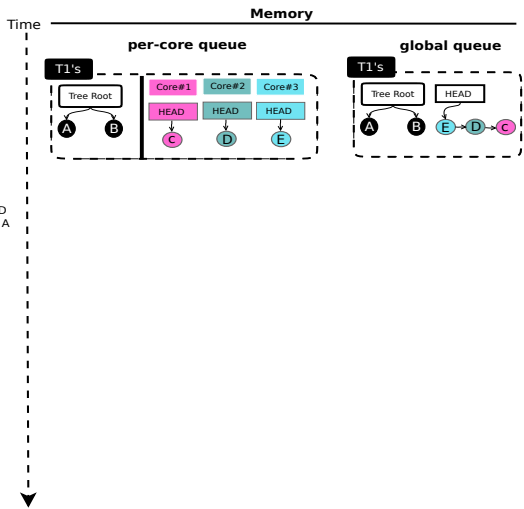 Memory
Time
per-core queue
global queue
T1's
T1's
Core#1 Core#2 Core#3
Tree Root
HEAD HEAD HEAD
Tree Root
HEAD
A B
C D E
A B
E D C
D
A